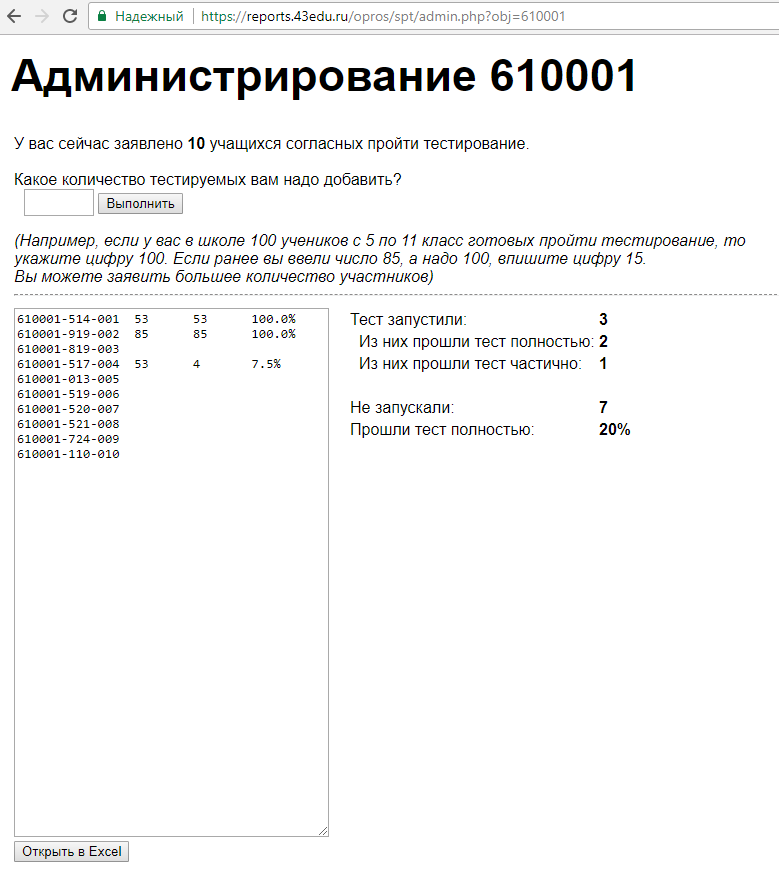 Надежный https://reports.43edu.ru/opros/spt/admin.php?obj=610001
Администрирование 610001
У вас сейчас заявлено 10 учащихся согласных пройти тестирование.
Какое количество тестируемых вам надо добавить?
Выполнить
(Например, если у вас в школе 100 учеников с 5 по 11 класс готовых пройти тестирование, то
укажите цифру 100. Если ранее вы ввели число 85, а надо 100, впишите цифру 15.
Вы можете заявить большее количество участников)
610001-514-001 53 53 100.0%
610001-919-002 85 85 100.0%
610001-819-003
610001-517-004 53 4 7.5%
610001-013-005
610001-519-006
610001-520-007
610001-521-008
610001-724-009
610001-110-010
Тест запустили: 3
Из них прошли тест полностью: 2
Из них прошли тест частично: 1
Не запускали: 7
Прошли тест полностью: 20%
Открыть в Excel